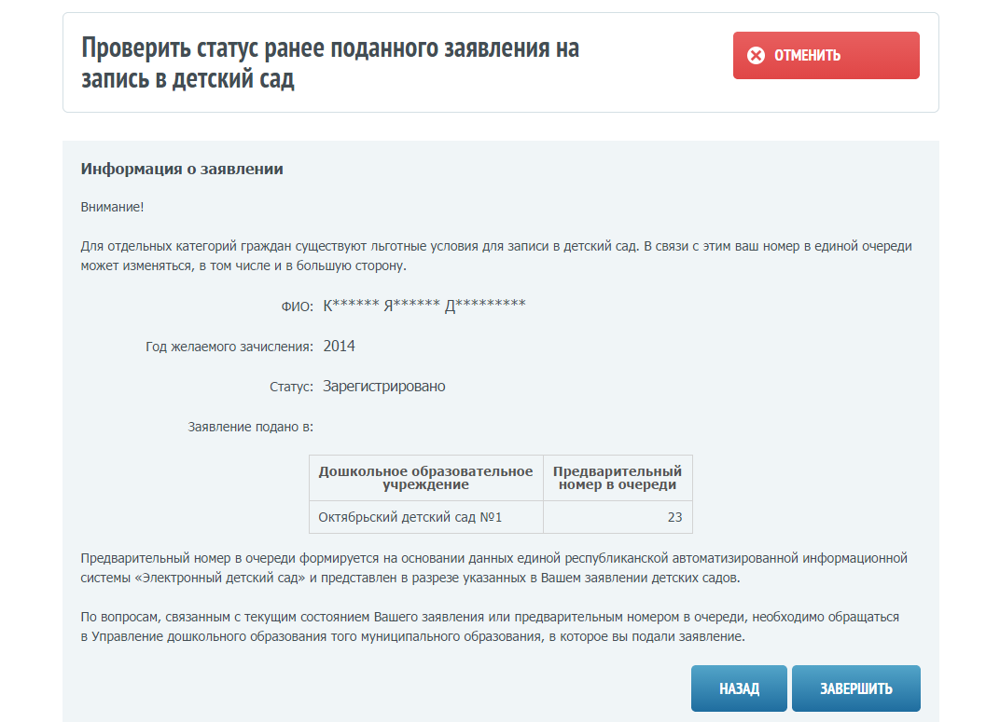 Проверить статус ранее поданного заявления на
запись в детский сад
ОТМЕНИТЬ
Информация о заявлении
Внимание!
Для отдельных категорий граждан существуют льготные условия для записи в детский сад. В связи с этим ваш номер в единой очереди
может изменяться, в том числе и в большую сторону.
ФИО: К****** Я****** Д*********
Год желаемого зачисления: 2014
Статус: Зарегистрировано
Заявление подано в:
Дошкольное образовательное
учреждение
Предварительный
номер в очереди
Октябрьский детский сад №1
23
Предварительный номер в очереди формируется на основании данных единой республиканской автоматизированной информационной
системы «Электронный детский сад» и представлен в разрезе указанных в Вашем заявлении детских садов.
По вопросам, связанным с текущим состоянием Вашего заявления или предварительным номером в очереди, необходимо обращаться
в Управление дошкольного образования того муниципального образования, в которое вы подали заявление.
НАЗАД
ЗАВЕРШИТЬ